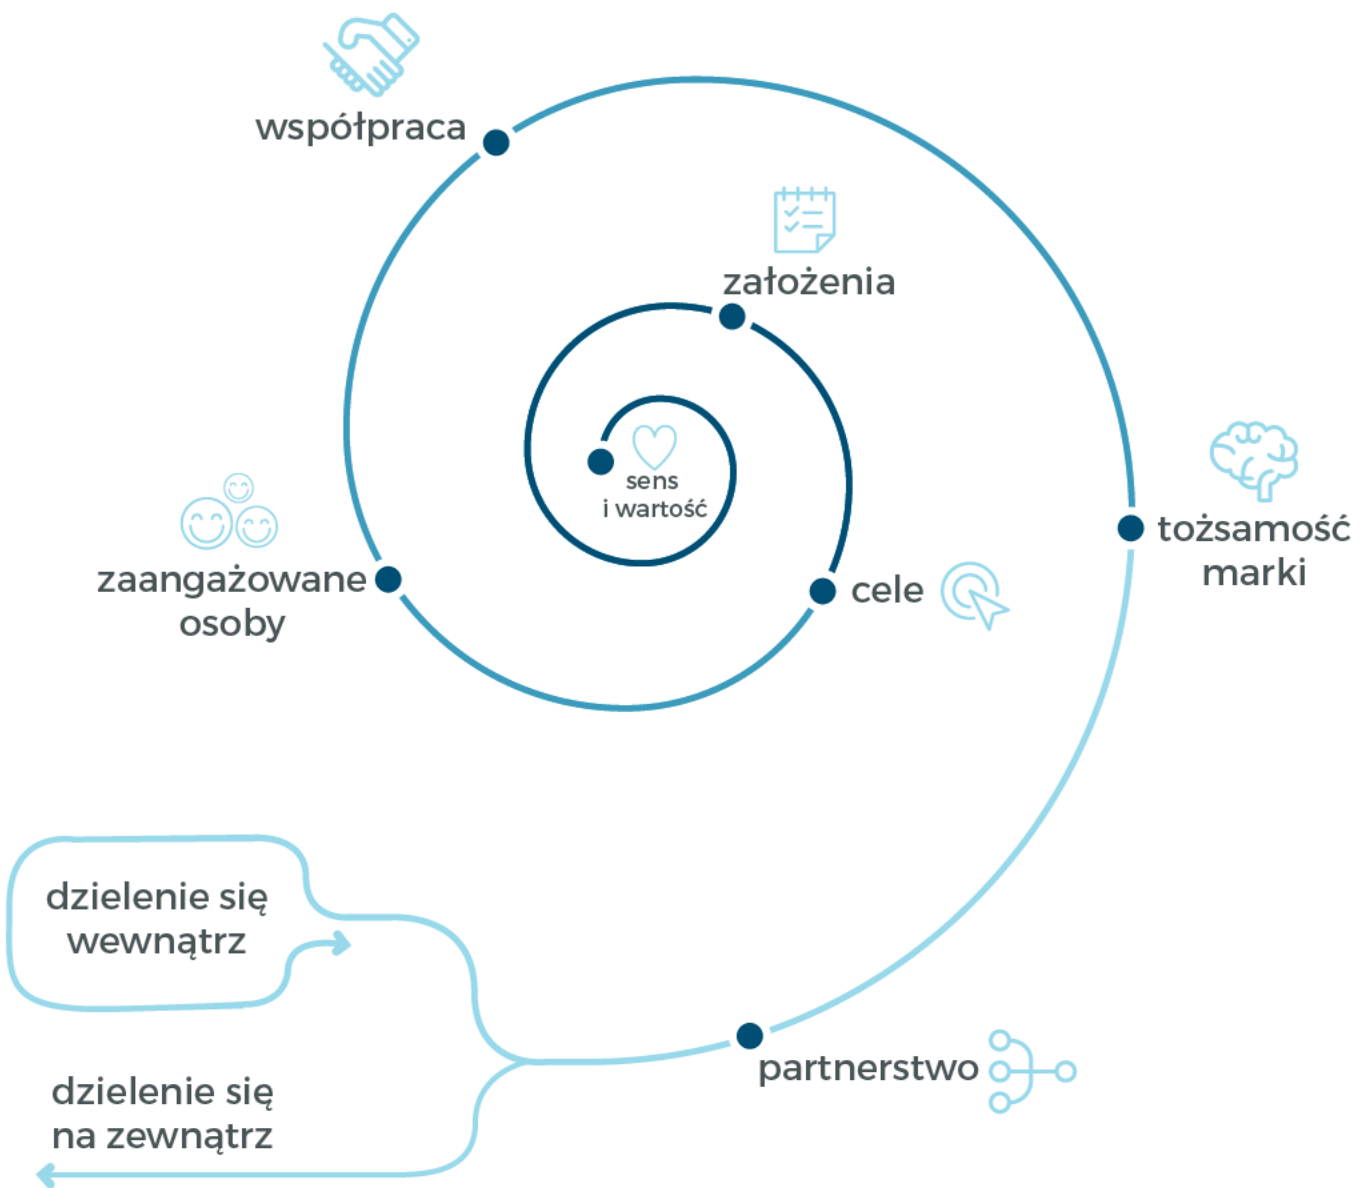 współpraca
założenia
sens
i wartość
tożsamość
marki
zaangażowane
osoby
cele
dzielenie się
wewnątrz
partnerstwo
dzielenie się
na zewnątrz